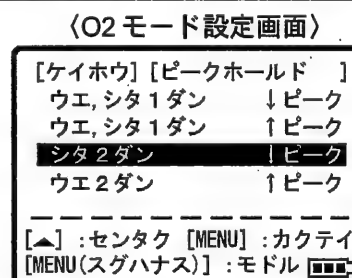 〈O2モード設定画面〉
[ケイホウ][ピークホールド ]
ウエ,シタ1ダン ↓ピーク
ウエ,シタ1ダン ↑ピーク
シタ2ダン ↓ピーク
ウエ2ダン ↑ピーク
[▲]:センタク [MENU]:カクテイ
[MENU(スグハナス)]:モドル